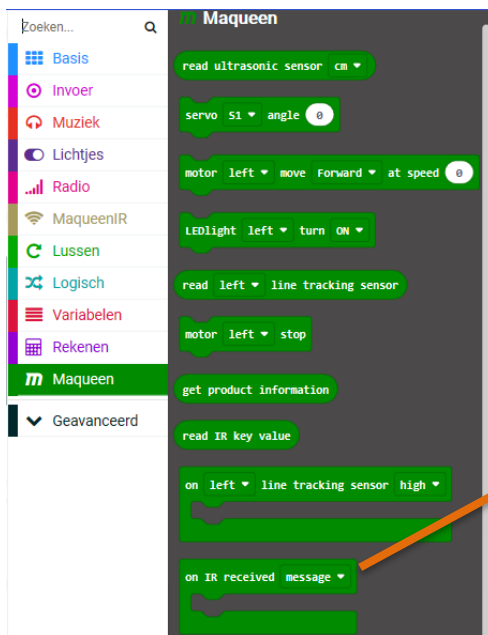 Zoeken...
Basis
Invoer
Muziek
Lichtjes
Radio
MaqueenIR
Lussen
Logisch
Variabelen
Rekenen
m Maqueen
Geavanceerd
m Maqueen
read ultrasonic sensor cm
servo S1 angle 0
motor left move Forward at speed 0
LEDlight left turn ON
read left line tracking sensor
motor left stop
get product information
read IR key value
on left line tracking sensor high
on IR received message